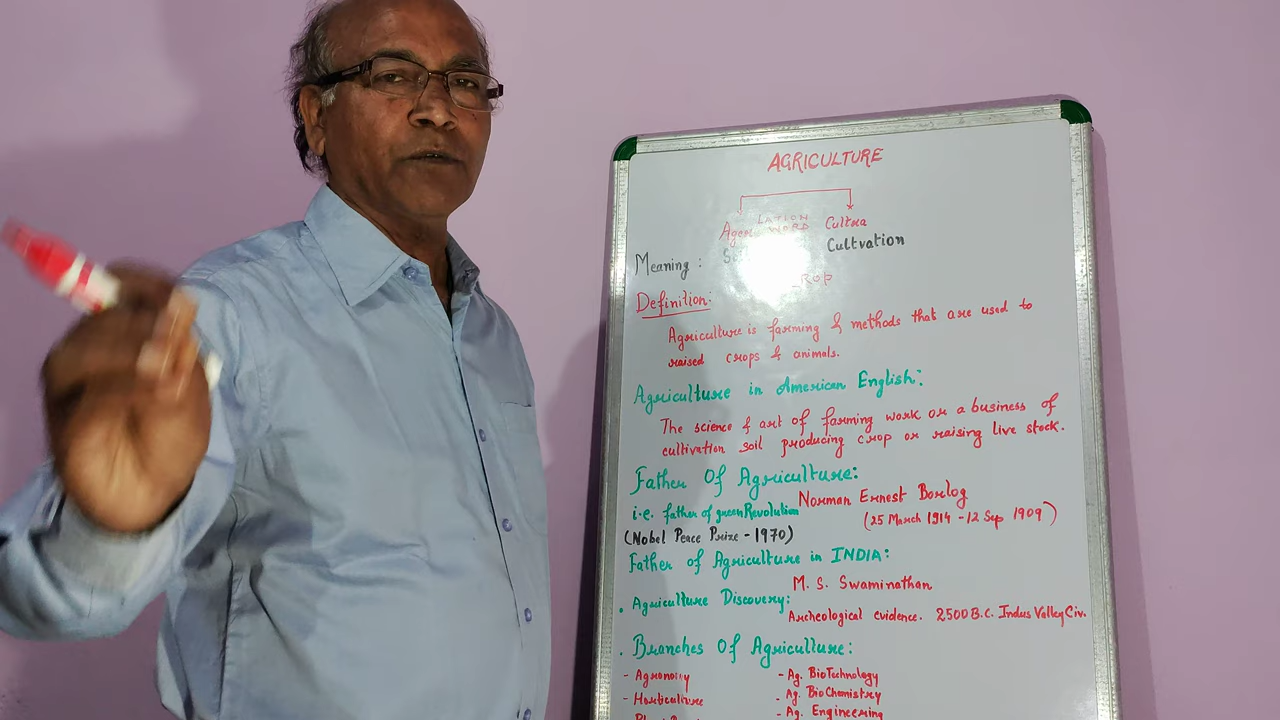 AGRICULTURE
LATION
WORD Cultra
Meaning : Cultvation
Definition:
Agriculture is farming & methods that are used to
raised crops & animals.
Agriculture in American English:
The science & art of farming work or a business of
cultivation soil producing crop or raising live stock.
Father Of Agriculture:
Norman Ernest Borlog
i.e. father of green Revolution
(25 March 1914 - 12 Sep 1909)
(Nobel Peace Prize - 1970)
Father of Agriculture in INDIA:
M. S. Swaminathan
. Agriculture Discovery:
Archeological evidence. 2500 B.C. Indus Valley Civ.
. Branches Of Agriculture:
- Agronomy - Ag. BioTechnology
- Horticulture - Ag. BioChemistry
- Ag. Engineering